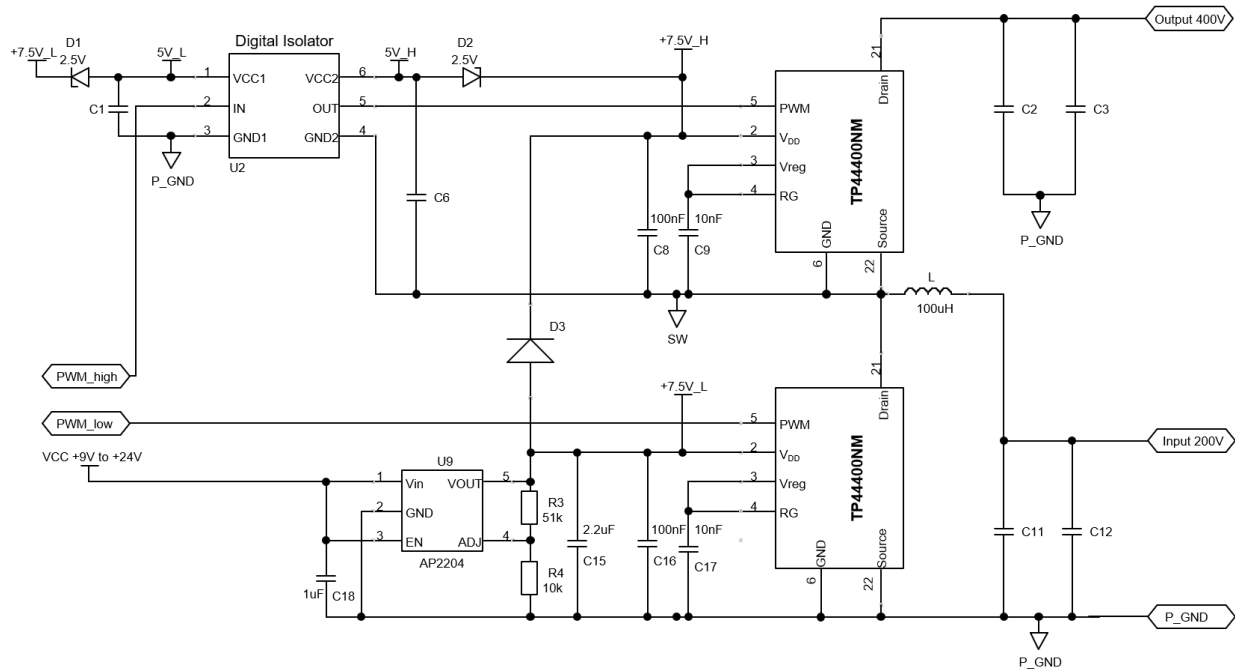 Output 400V
D1
2.5V
+7.5V_L
5V_L
Digital Isolator
5V_H
D2
2.5V
+7.5V_H
21
Drain
1
VCC1
VCC2
6
C1
2
IN
OUT
5
5
PWM
C2
C3
3
GND1
GND2
4
2
VDD
U2
P_GND
3
Vreg
TP44400NM
C6
4
RG
100nF
10nF
GND
Source
P_GND
C8
C9
6
22
L
100uH
SW
D3
PWM_high
21
+7.5V_L
Drain
PWM_low
5
PWM
Input 200V
VCC +9V to +24V
2
VDD
U9
1
Vin
VOUT
5
3
Vreg
TP44400NM
R3
51k
2
GND
4
RG
2.2uF
100nF
10nF
C11
C12
3
EN
ADJ
4
GND
Source
AP2204
R4
10k
C15
C16
C17
6
22
1uF
C18
P_GND
P_GND